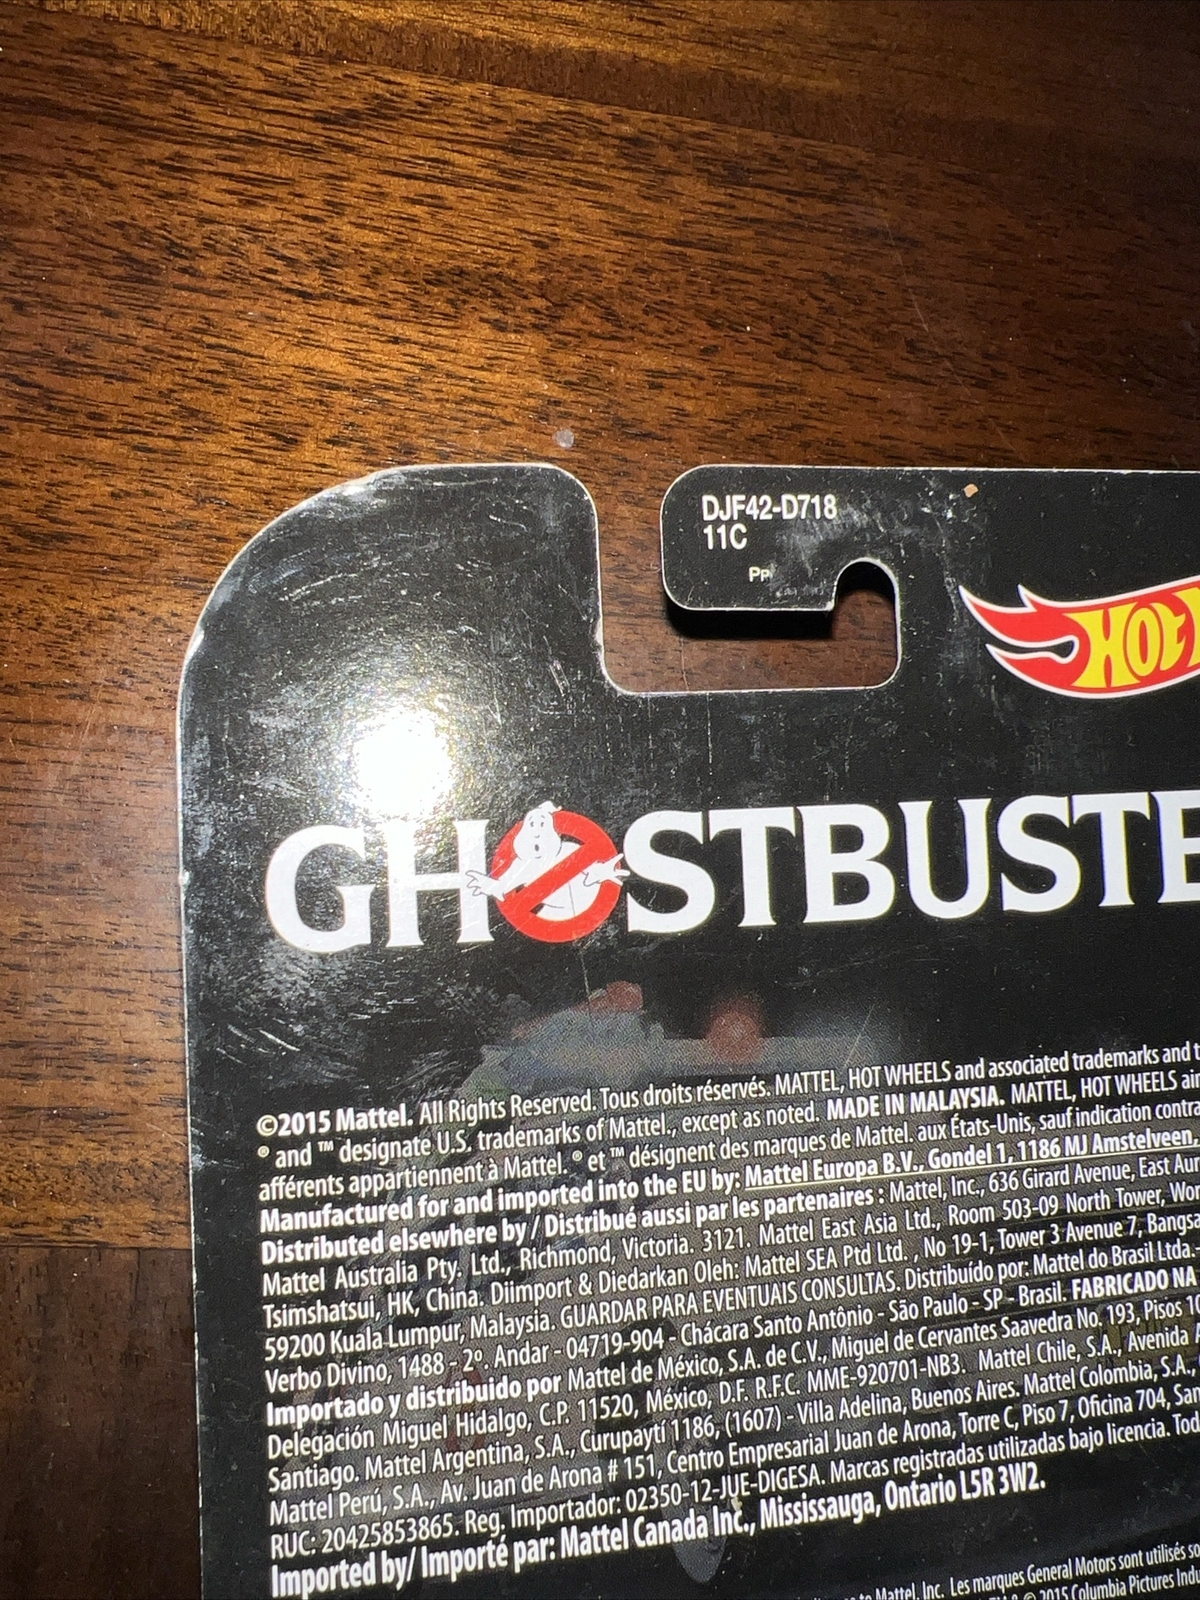 DJF42-D718
11C
Pp
HOT
GHOSTBUSTE
©2015 Mattel. All Rights Reserved. Tous droits réservés. MATTEL, HOT WHEELS and associated trademarks and
® and ™ designate U.S. trademarks of Mattel., except as noted. MADE IN MALAYSIA. MATTEL, HOT WHEELS ain
afférents appartiennent à Mattel. ® et ™ désignent des marques de Mattel. aux États-Unis, sauf indication contra
Manufactured for and imported into the EU by: Mattel Europa B.V., Gondel 1, 1186 MJ Amstelveen,
Distributed elsewhere by / Distribué aussi par les partenaires : Mattel, Inc., 636 Girard Avenue, East Au
Mattel Australia Pty. Ltd., Richmond, Victoria. 3121. Mattel East Asia Ltd., Room 503-09 North Tower, Wo
Tsimshatsui, HK, China. Diimport & Diedarkan Oleh: Mattel SEA Ptd Ltd. , No 19-1, Tower 3 Avenue 7, Bangsa
59200 Kuala Lumpur, Malaysia. GUARDAR PARA EVENTUAIS CONSULTAS. Distribuído por: Mattel do Brasil Ltda.-
Verbo Divino, 1488 - 2º. Andar - 04719-904 - Chácara Santo Antônio - São Paulo - SP - Brasil. FABRICADO NA
Importado y distribuido por Mattel de México, S.A. de C.V., Miguel de Cervantes Saavedra No. 193, Pisos 1
Delegación Miguel Hidalgo, C.P. 11520, México, D.F. R.F.C. MME-920701-NB3. Mattel Chile, S.A., Avenida
Santiago. Mattel Argentina, S.A., Curupaytí 1186, (1607) - Villa Adelina, Buenos Aires. Mattel Colombia, S.A.,
Mattel Perú, S.A., Av. Juan de Arona # 151, Centro Empresarial Juan de Arona, Torre C, Piso 7, Oficina 704, San
RUC: 20425853865. Reg. Importador: 02350-12-JUE-DIGESA. Marcas registradas utilizadas bajo licencia. Tod
Imported by/ Importé par: Mattel Canada Inc., Mississauga, Ontario L5R 3W2.
to Mattel, Inc. Les marques General Motors sont utilisés so
& © 2015 Columbia Pictures Indu